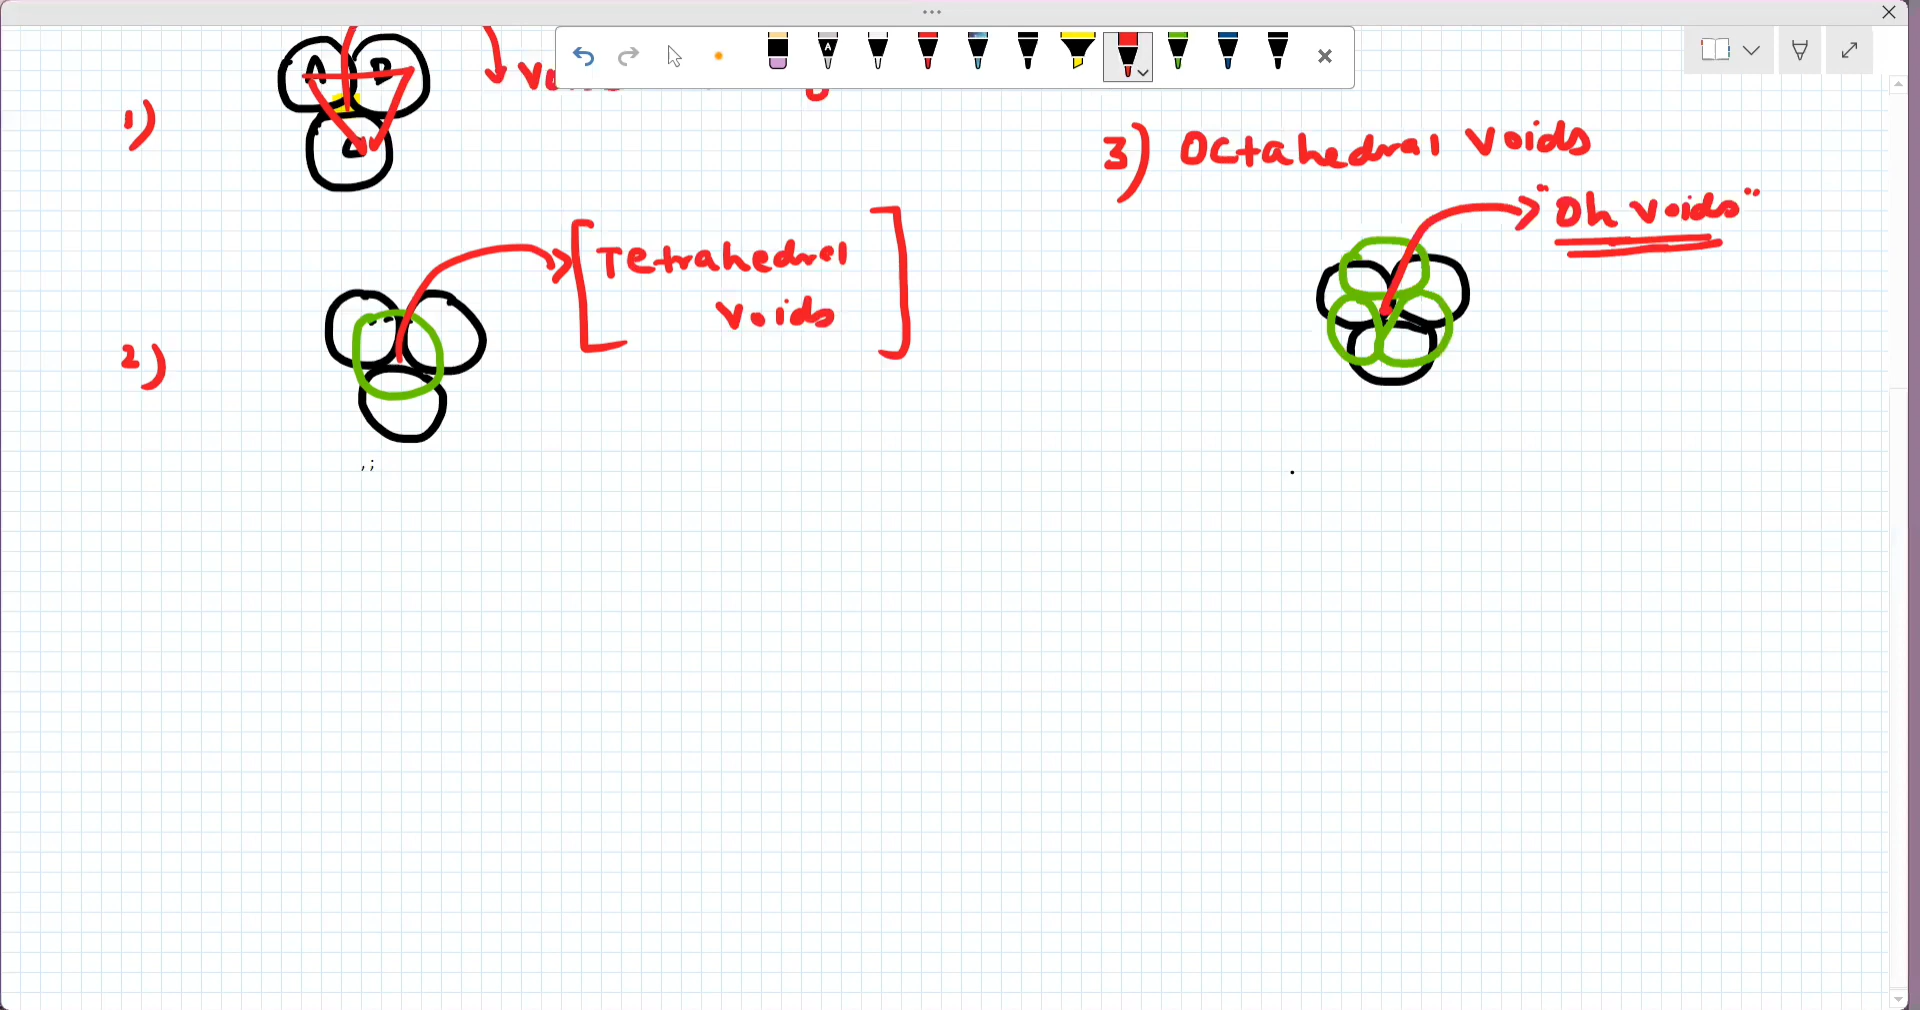 A B
C
1)
3) Octahedral Voids
"Oh Voids"
[Tetrahedral
Voids]
2)
, ;
.